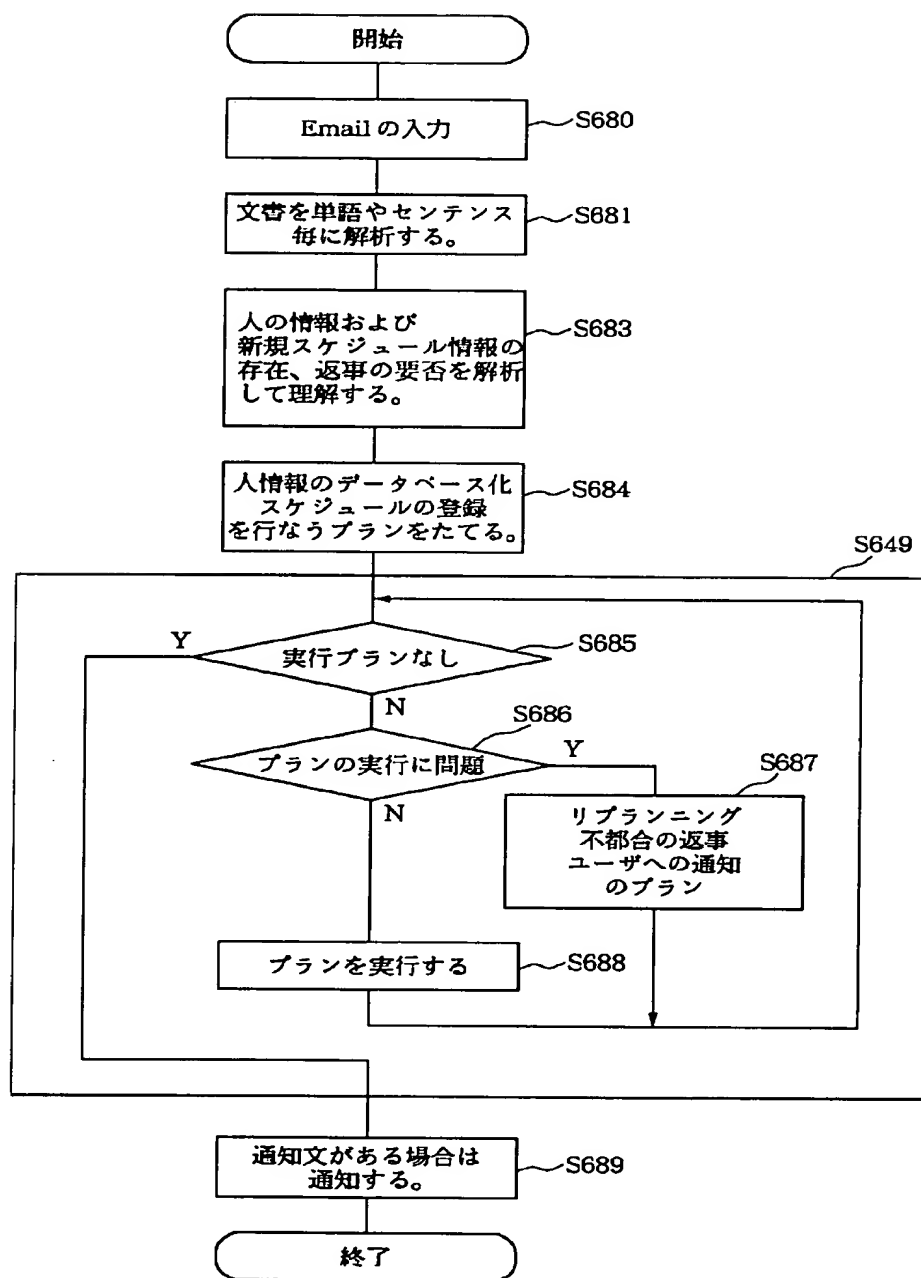 開始
Emailの入力
S680
文書を単語やセンテンス
毎に解析する。
S681
人の情報および
新規スケジュール情報の
存在、返事の要否を解析
して理解する。
S683
人情報のデータベース化
スケジュールの登録
を行なうプランをたてる。
S684
S649
Y
実行プランなし
S685
N
S686
プランの実行に問題
Y
S687
N
リプランニング
不都合の返事
ユーザへの通知
のプラン
プランを実行する
S688
通知文がある場合は
通知する。
S689
終了